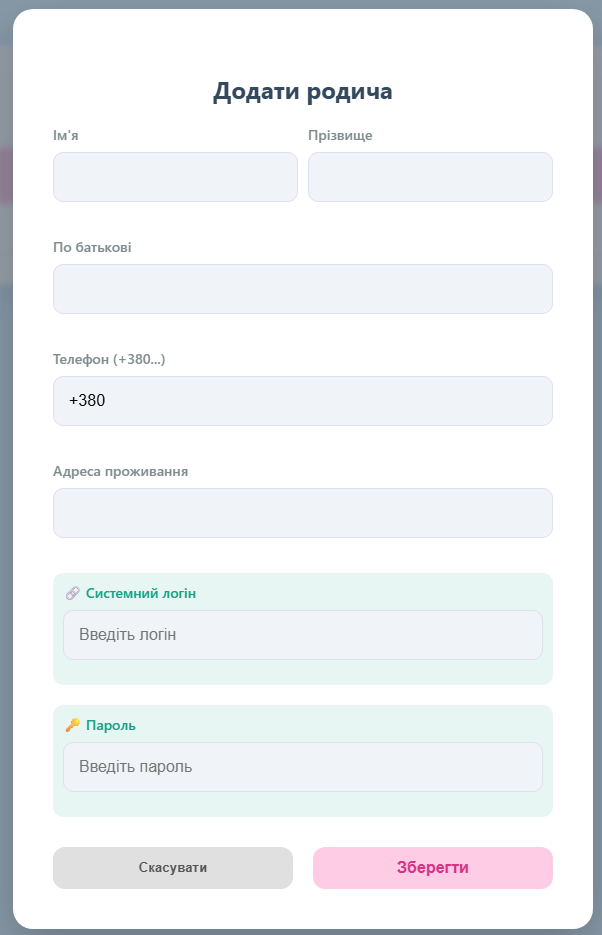 Додати родича
Ім'я Прізвище
По батькові
Телефон (+380...)
+380
Адреса проживання
🔗 Системний логін
Введіть логін
🔑 Пароль
Введіть пароль
Скасувати Зберегти